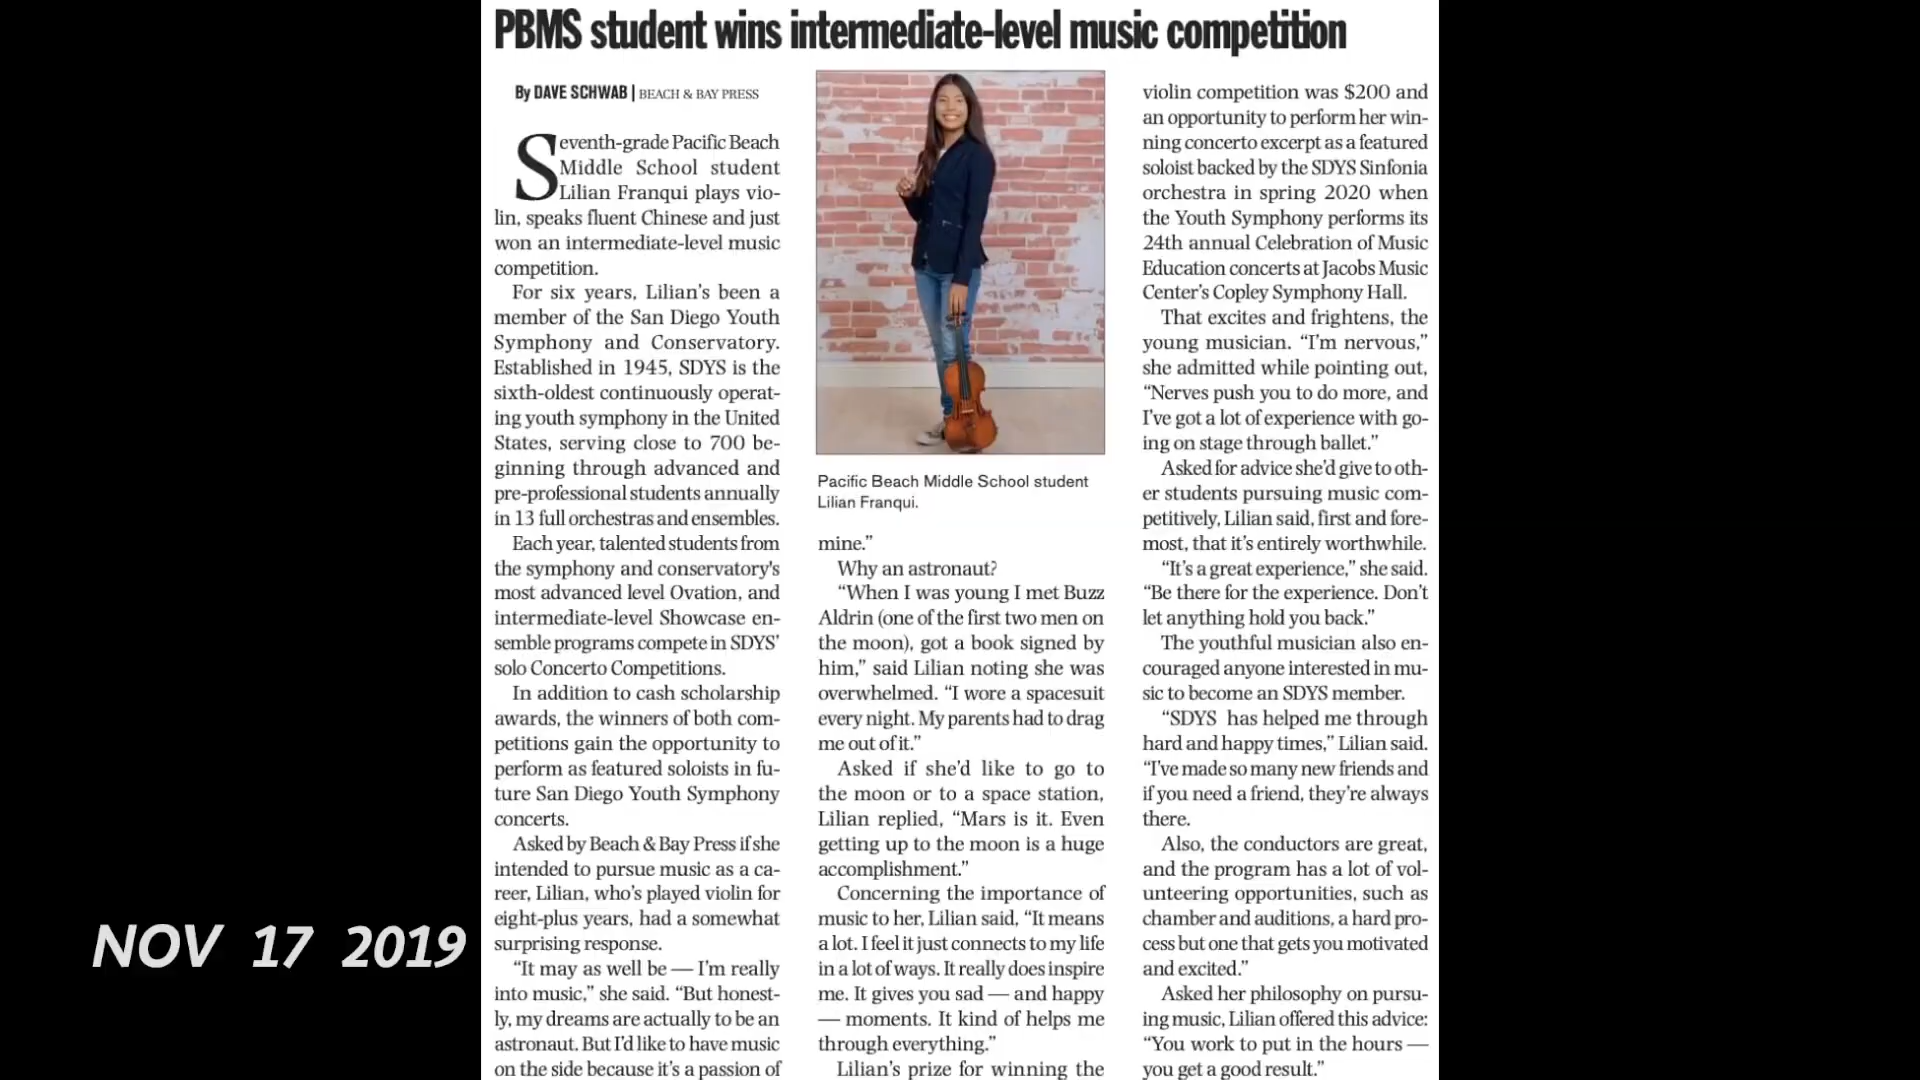 PBMS student wins intermediate-level music competition
By DAVE SCHWAB | BEACH & BAY PRESS
Seventh-grade Pacific Beach
Middle School student
Lilian Franqui plays vio-
lin, speaks fluent Chinese and just
won an intermediate-level music
competition.
For six years, Lilian's been a
member of the San Diego Youth
Symphony and Conservatory.
Established in 1945, SDYS is the
sixth-oldest continuously operat-
ing youth symphony in the United
States, serving close to 700 be-
ginning through advanced and
pre-professional students annually
in 13 full orchestras and ensembles.
Each year, talented students from
the symphony and conservatory's
most advanced level Ovation, and
intermediate-level Showcase en-
semble programs compete in SDYS'
solo Concerto Competitions.
In addition to cash scholarship
awards, the winners of both com-
petitions gain the opportunity to
perform as featured soloists in fu-
ture San Diego Youth Symphony
concerts.
Asked by Beach & Bay Press if she
intended to pursue music as a ca-
reer, Lilian, who's played violin for
eight-plus years, had a somewhat
surprising response.
“It may as well be — I'm really
into music,” she said. “But honest-
ly, my dreams are actually to be an
astronaut. But I'd like to have music
on the side because it's a passion of
Pacific Beach Middle School student
Lilian Franqui.
mine.”
Why an astronaut?
“When I was young I met Buzz
Aldrin (one of the first two men on
the moon), got a book signed by
him,” said Lilian noting she was
overwhelmed. “I wore a spacesuit
every night. My parents had to drag
me out of it.”
Asked if she'd like to go to
the moon or to a space station,
Lilian replied, “Mars is it. Even
getting up to the moon is a huge
accomplishment.”
Concerning the importance of
music to her, Lilian said, “It means
a lot. I feel it just connects to my life
in a lot of ways. It really does inspire
me. It gives you sad — and happy
— moments. It kind of helps me
through everything.”
Lilian's prize for winning the
violin competition was $200 and
an opportunity to perform her win-
ning concerto excerpt as a featured
soloist backed by the SDYS Sinfonia
orchestra in spring 2020 when
the Youth Symphony performs its
24th annual Celebration of Music
Education concerts at Jacobs Music
Center's Copley Symphony Hall.
That excites and frightens, the
young musician. “I'm nervous,”
she admitted while pointing out,
“Nerves push you to do more, and
I've got a lot of experience with go-
ing on stage through ballet.”
Asked for advice she'd give to oth-
er students pursuing music com-
petitively, Lilian said, first and fore-
most, that it's entirely worthwhile.
“It's a great experience,” she said.
“Be there for the experience. Don't
let anything hold you back.”
The youthful musician also en-
couraged anyone interested in mu-
sic to become an SDYS member.
“SDYS has helped me through
hard and happy times,” Lilian said.
“I've made so many new friends and
if you need a friend, they're always
there.
Also, the conductors are great,
and the program has a lot of vol-
unteering opportunities, such as
chamber and auditions, a hard pro-
cess but one that gets you motivated
and excited.”
Asked her philosophy on pursu-
ing music, Lilian offered this advice:
“You work to put in the hours —
you get a good result.”
NOV 17 2019